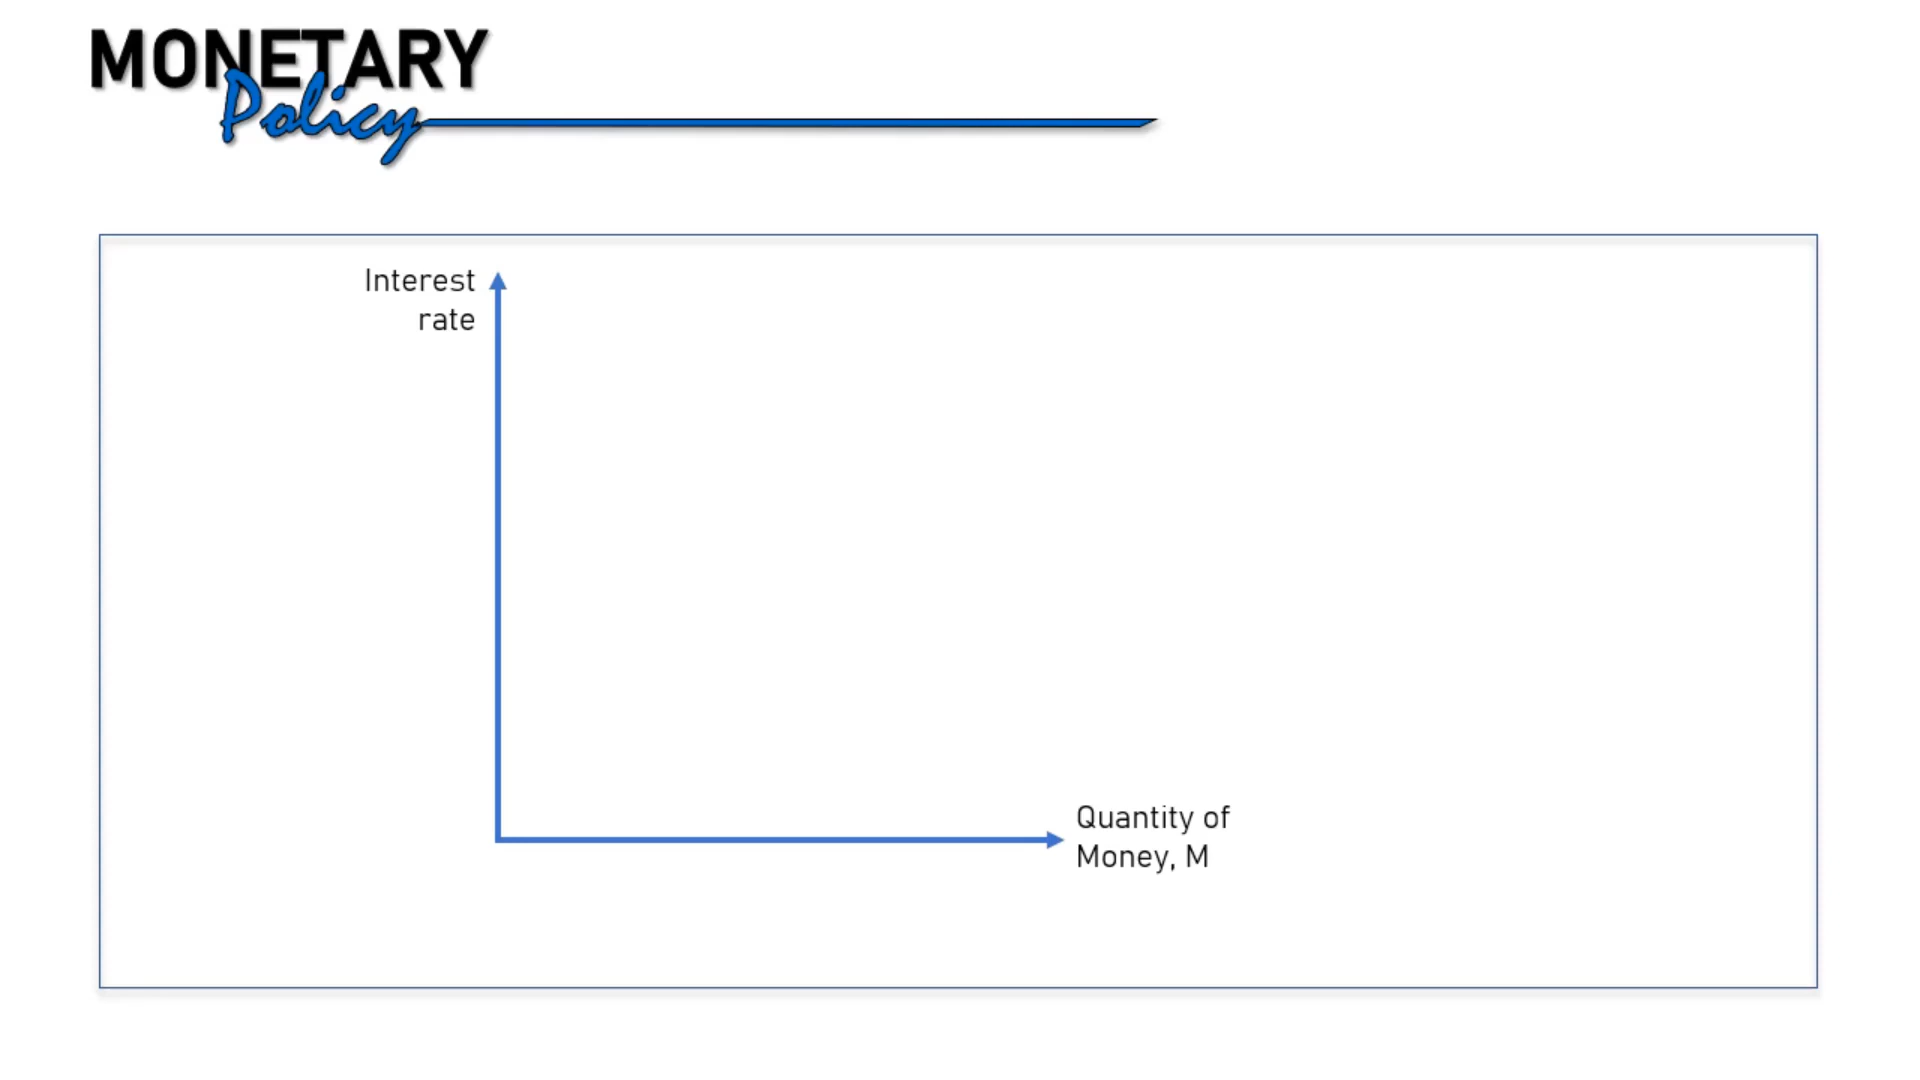 MONETARY
Policy
Interest
rate
Quantity of
Money, M